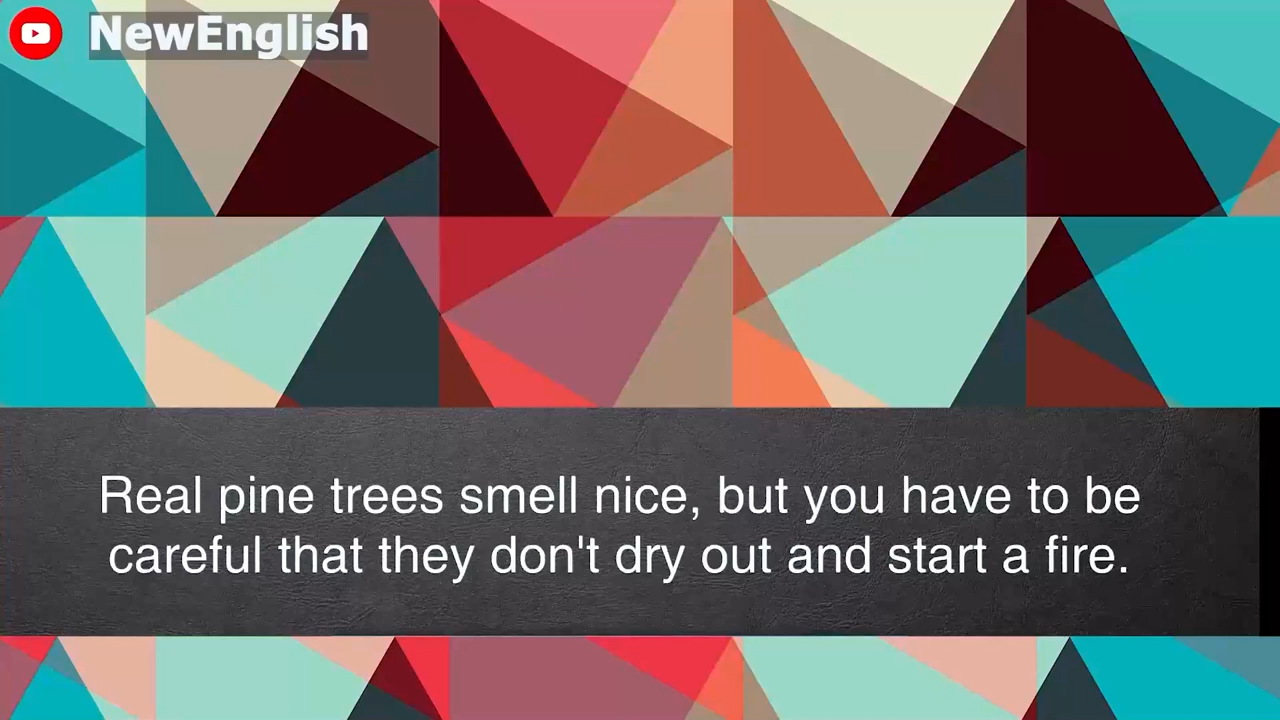 NewEnglish
Real pine trees smell nice, but you have to be
careful that they don't dry out and start a fire.